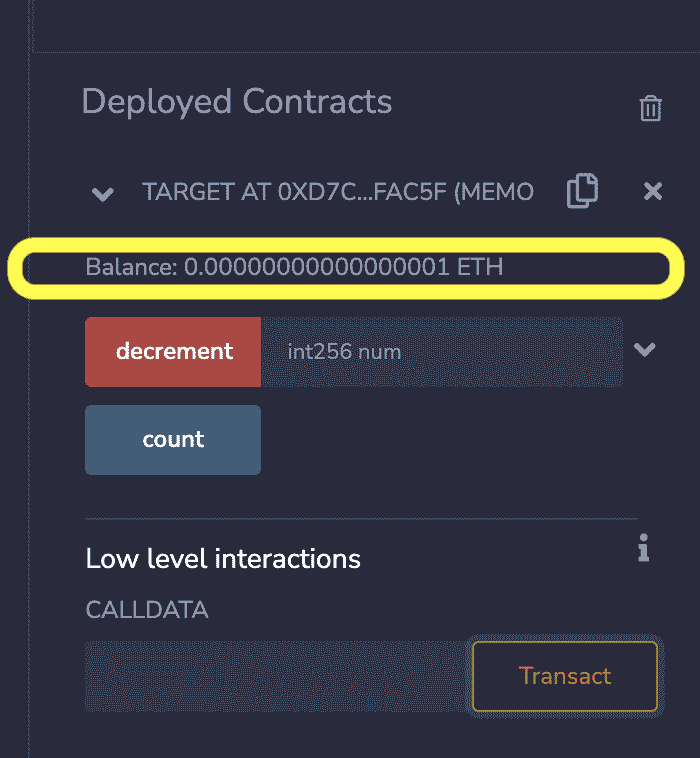 Deployed Contracts
TARGET AT 0XD7C...FAC5F (MEMO
Balance: 0.00000000000000001 ETH
decrement int256 num
count
Low level interactions
CALLDATA
Transact